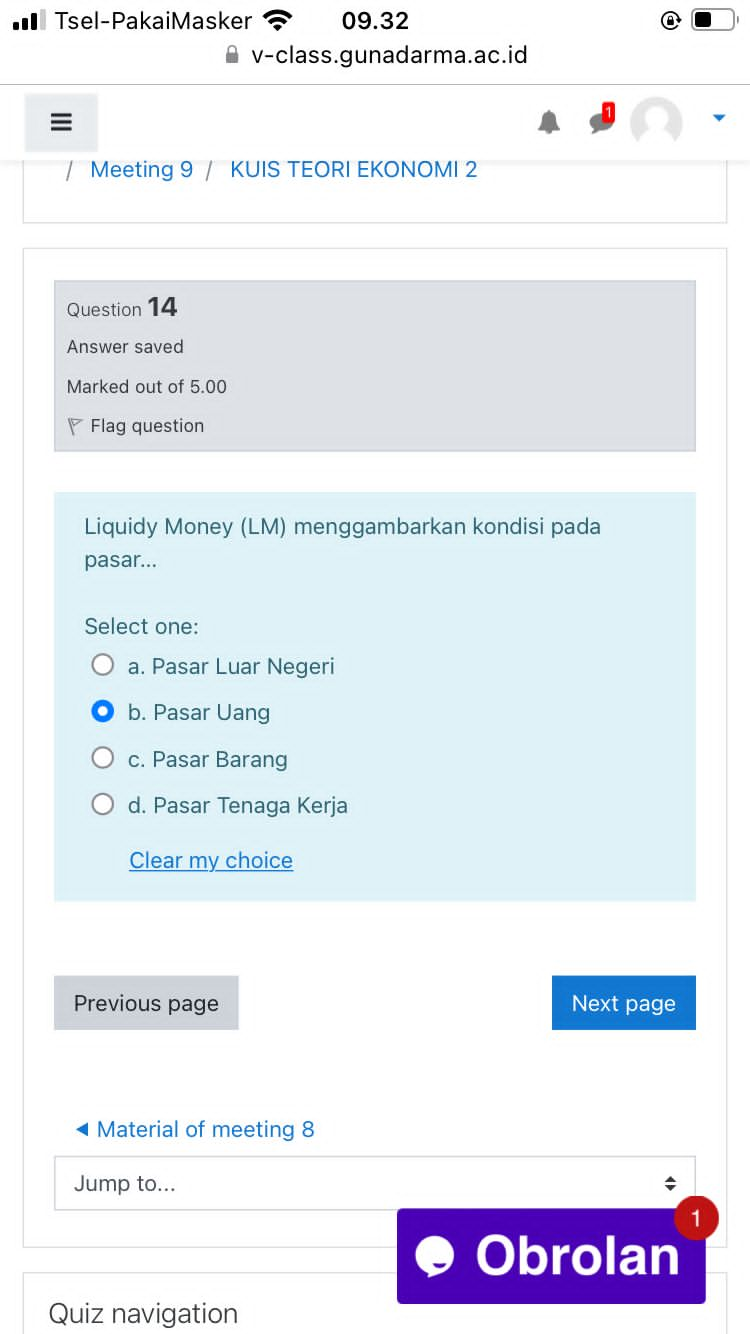 Tsel-PakaiMasker 09.32
v-class.gunadarma.ac.id
1
/ Meeting 9 / KUIS TEORI EKONOMI 2
Question 14
Answer saved
Marked out of 5.00
Flag question
Liquidy Money (LM) menggambarkan kondisi pada
pasar...
Select one:
a. Pasar Luar Negeri
b. Pasar Uang
c. Pasar Barang
d. Pasar Tenaga Kerja
Clear my choice
Previous page
Next page
◄ Material of meeting 8
Jump to...
1
Obrolan
Quiz navigation